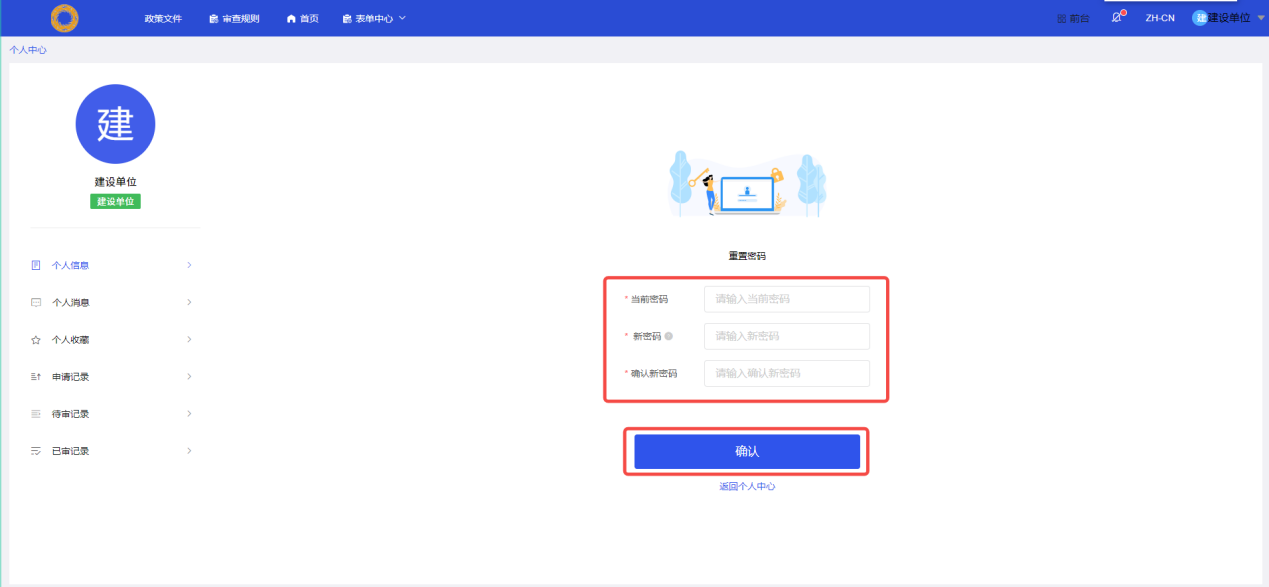 政策文件 审查规则 首页 表单中心 前台 ZH-CN 建 建设单位
个人中心
建
建设单位
建设单位
个人信息
个人消息
个人收藏
申请记录
待审记录
已审记录
重置密码
* 当前密码 请输入当前密码
* 新密码 请输入新密码
* 确认新密码 请输入确认新密码
确认
返回个人中心